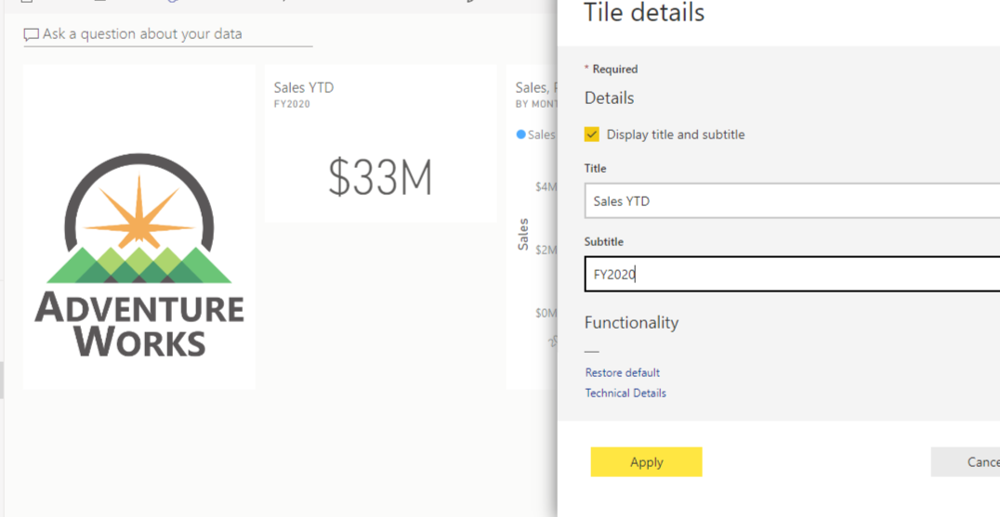 Ask a question about your data
ADVENTURE
WORKS
Sales YTD
FY2020
$33M
Sales,
BY MONT
Sales
$4M
$2M
$0M
Sales
Tile details
* Required
Details
Display title and subtitle
Title
Sales YTD
Subtitle
FY2020
Functionality
Restore default
Technical Details
Apply
Cance